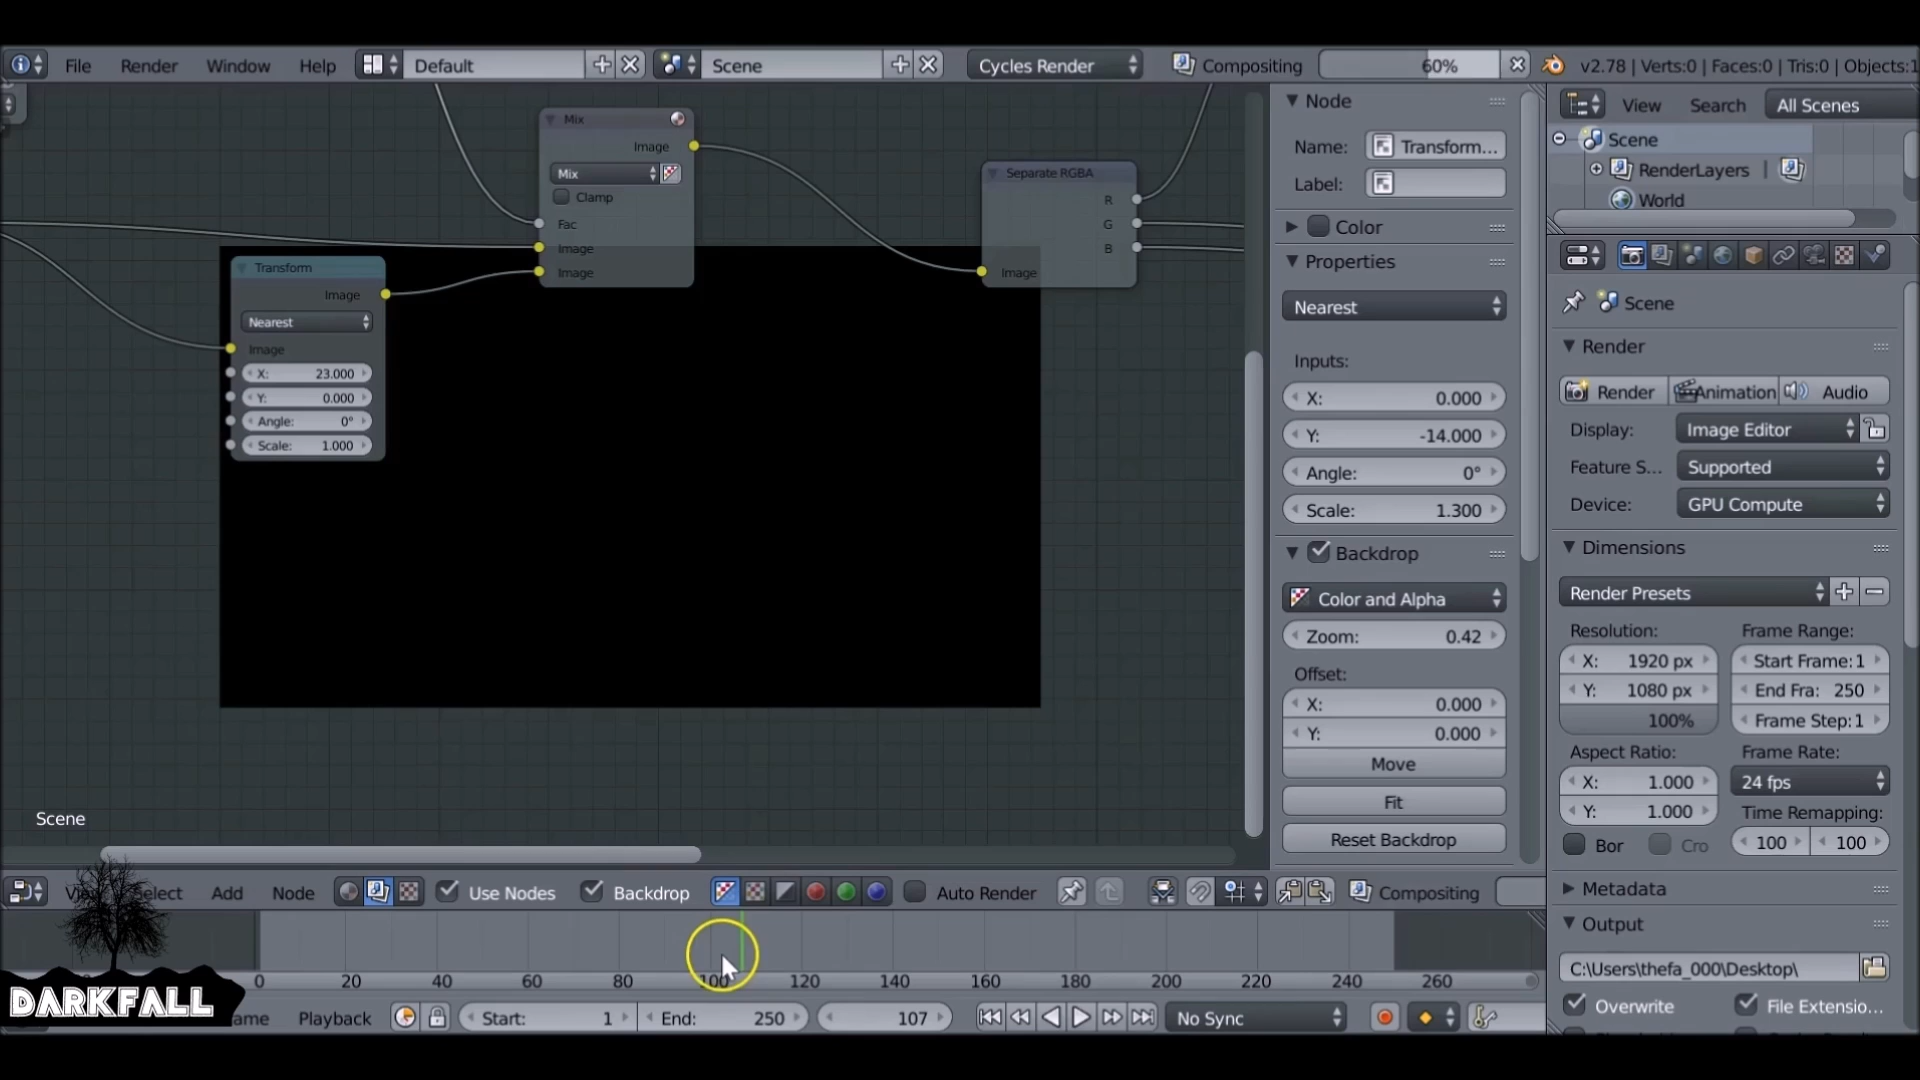 File Render Window Help Default Scene Cycles Render Compositing 60% v2.78 | Verts:0 | Faces:0 | Tris:0 | Objects:1
Mix
Image
Mix
Clamp
Fac
Image
Image
Separate RGBA
R
G
B
Image
Transform
Image
Nearest
Image
X: 23.000
Y: 0.000
Angle: 0°
Scale: 1.000
Scene
Node
Name: Transform...
Label:
Color
Properties
Nearest
Inputs:
X: 0.000
Y: -14.000
Angle: 0°
Scale: 1.300
Backdrop
Color and Alpha
Zoom: 0.42
Offset:
X: 0.000
Y: 0.000
Move
Fit
Reset Backdrop
View Search All Scenes
Scene
RenderLayers
World
Scene
Render
Render Animation Audio
Display: Image Editor
Feature S... Supported
Device: GPU Compute
Dimensions
Render Presets
Resolution: Frame Range:
X: 1920 px Start Frame:1
Y: 1080 px End Fra: 250
100% Frame Step:1
Aspect Ratio: Frame Rate:
X: 1.000 24 fps
Y: 1.000 Time Remapping:
Bor Cro 100 100
Metadata
Output
C:\Users\thefa_000\Desktop\
Overwrite File Extensio...
Add Node Use Nodes Backdrop Auto Render Compositing
0 20 40 60 80 100 120 140 160 180 200 220 240 260
Playback Start: 1 End: 250 107 No Sync
DARKFALL